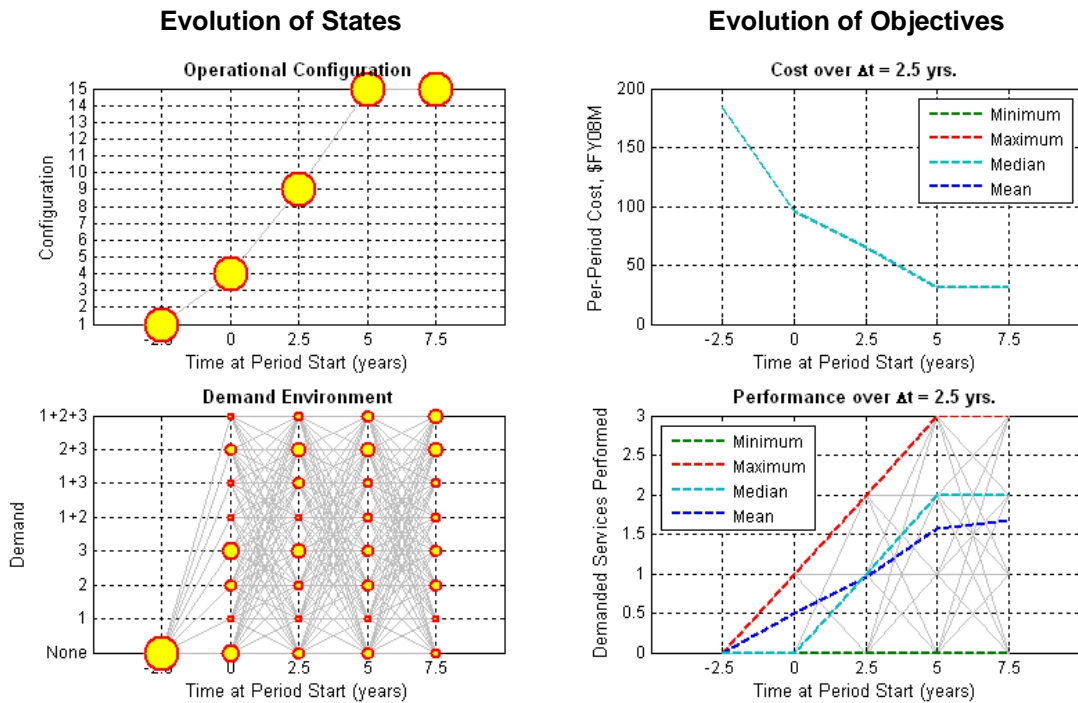 Evolution of States
Evolution of Objectives
Operational Configuration
Configuration
15
14
13
12
11
10
9
8
7
6
5
4
3
2
1
-2.5
0
2.5
5
7.5
Time at Period Start (years)
Cost over Δt = 2.5 yrs.
Per-Period Cost, $FY08M
200
150
100
50
0
Minimum
Maximum
Median
Mean
-2.5
0
2.5
5
7.5
Time at Period Start (years)
Demand Environment
Demand
1+2+3
2+3
1+3
1+2
3
2
1
None
-2.5
0
2.5
5
7.5
Time at Period Start (years)
Performance over Δt = 2.5 yrs.
Demanded Services Performed
3
2.5
2
1.5
1
0.5
0
Minimum
Maximum
Median
Mean
-2.5
0
2.5
5
7.5
Time at Period Start (years)